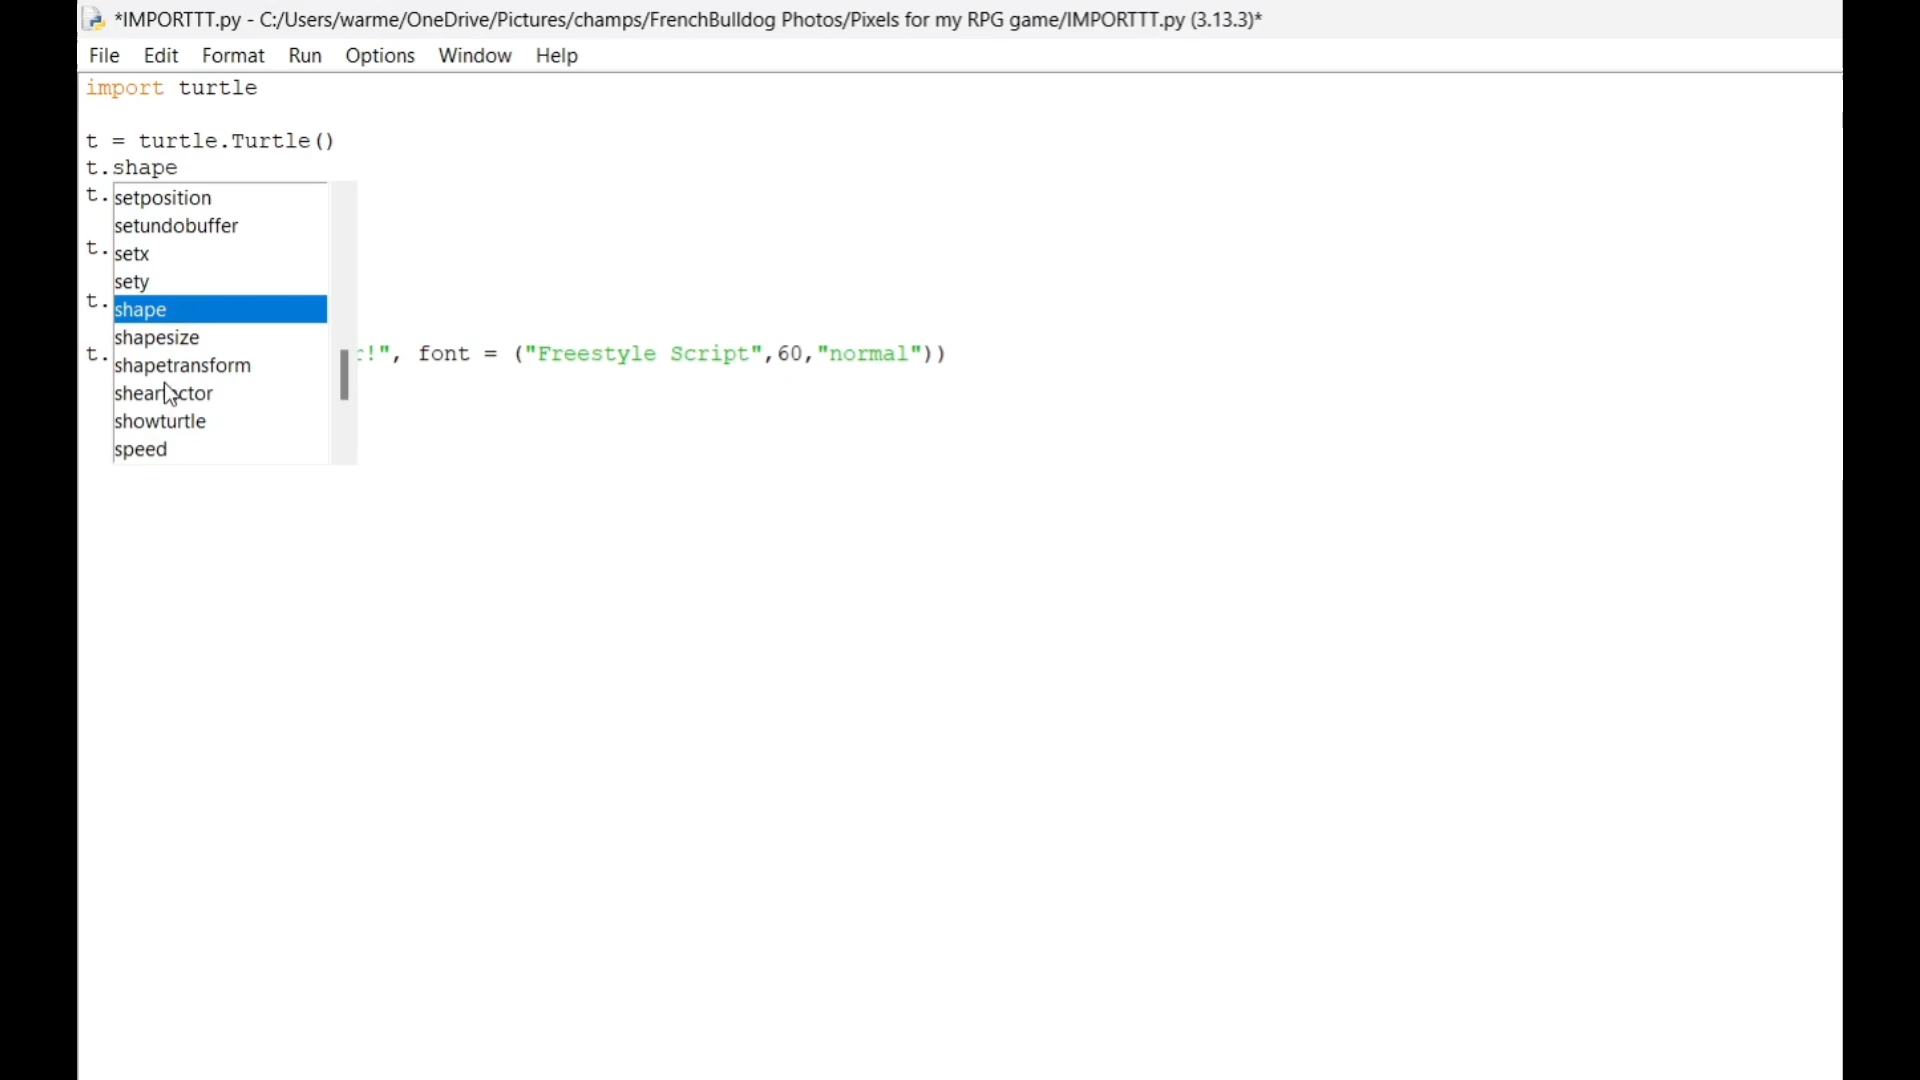 *IMPORTTT.py - C:/Users/warme/OneDrive/Pictures/champs/FrenchBulldog Photos/Pixels for my RPG game/IMPORTTT.py (3.13.3)*
File Edit Format Run Options Window Help
import turtle
t = turtle.Turtle()
t.shape
t.
setposition
setundobuffer
t.
setx
sety
t.
shape
shapesize
t. !", font = ("Freestyle Script",60,"normal"))
shapetransform
showturtle
speed